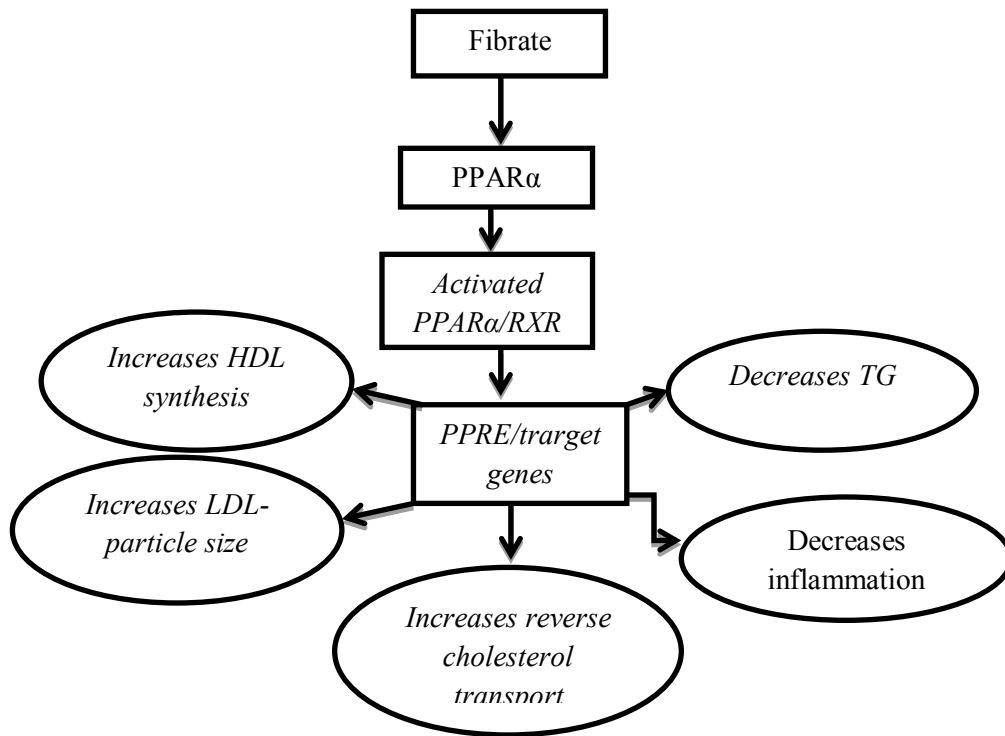 Fibrate
PPARα
Activated
PPARα/RXR
Increases HDL
synthesis
Decreases TG
PPRE/trarget
genes
Increases LDL-
particle size
Decreases
inflammation
Increases reverse
cholesterol
transport